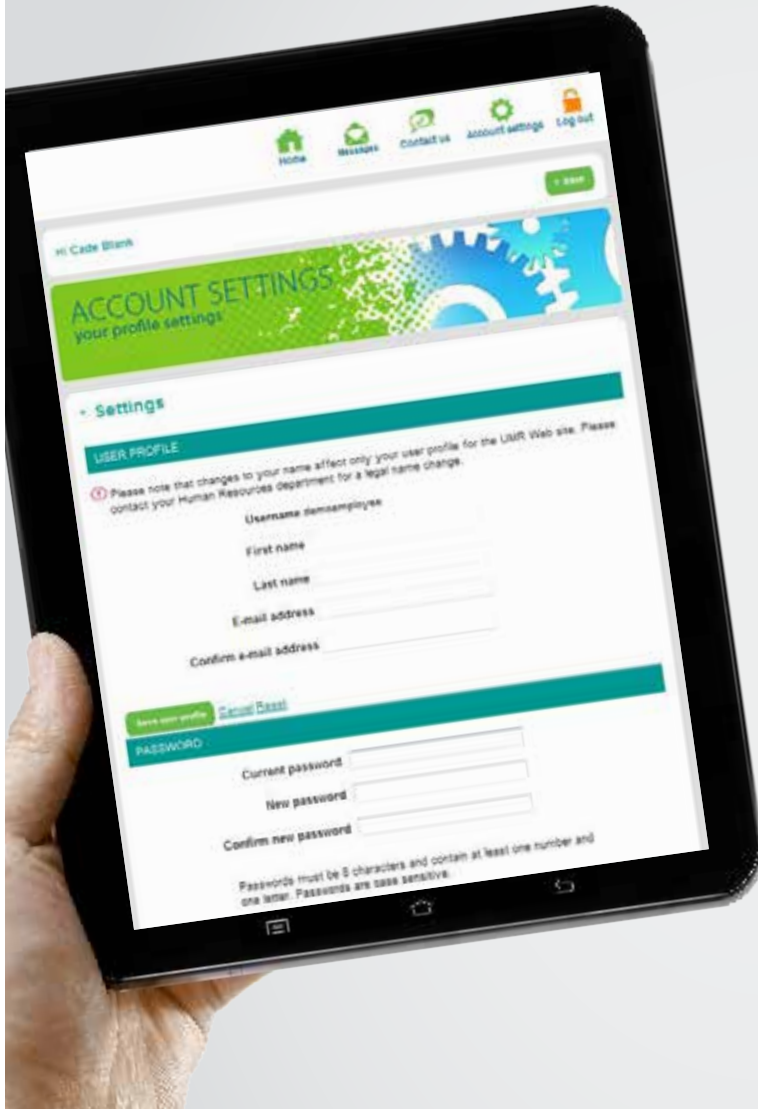 Home Messages Contact us Account settings Log out
Hi Cade Blank
ACCOUNT SETTINGS
your profile settings
Settings
USER PROFILE
Please note that changes to your name affect only your user profile for the UMR Web site. Please
contact your Human Resources department for a legal name change.
Username demoemployee
First name
Last name
E-mail address
Confirm e-mail address
Save your profile Cancel Reset
PASSWORD
Current password
New password
Confirm new password
Passwords must be 8 characters and contain at least one number and
one letter. Passwords are case sensitive.